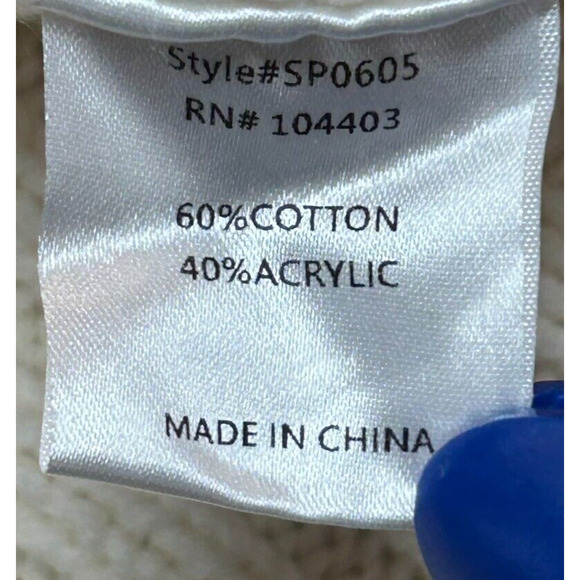 Style#SP0605
RN# 104403
60%COTTON
40%ACRYLIC
MADE IN CHINA